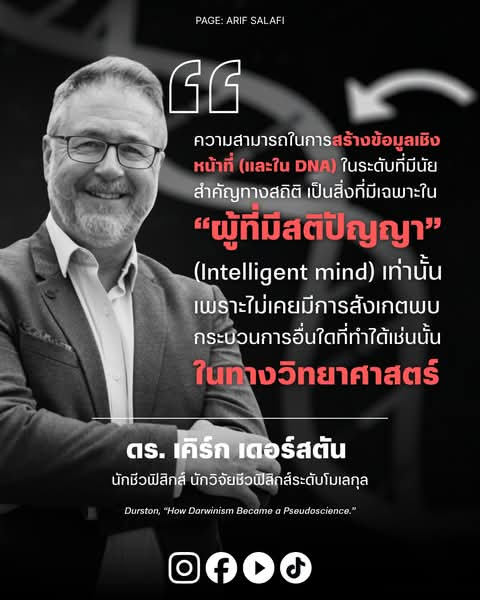 PAGE: ARIF SALAFI
ความสามารถในการสร้างข้อมูลเชิง
หน้าที่ (และใน DNA) ในระดับที่มีนัย
สำคัญทางสถิติ เป็นสิ่งที่มีเฉพาะใน
“ผู้ที่มีสติปัญญา”
(Intelligent mind) เท่านั้น
เพราะไม่เคยมีการสังเกตพบ
กระบวนการอื่นใดที่ทำได้เช่นนั้น
ในทางวิทยาศาสตร์
ดร. เคิร์ก เดอร์สตัน
นักชีวฟิสิกส์ นักวิจัยชีวฟิสิกส์ระดับโมเลกุล
Durston, “How Darwinism Became a Pseudoscience.”